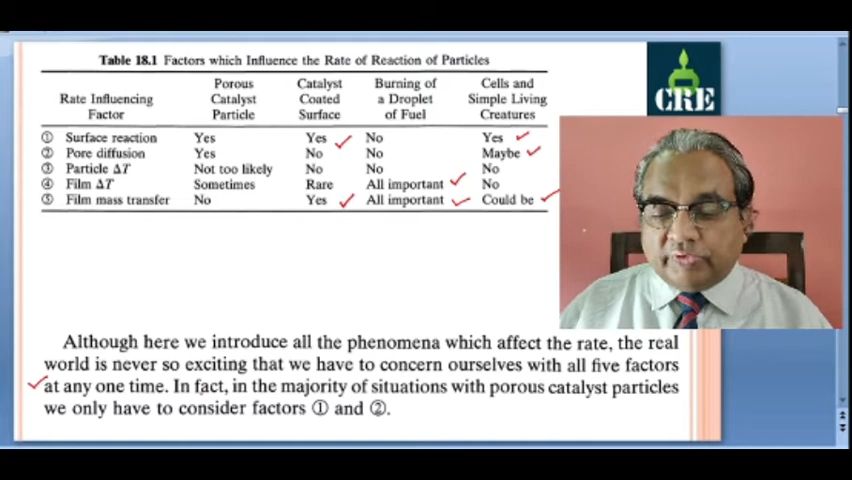 Table 18.1 Factors which Influence the Rate of Reaction of Particles
Rate Influencing Factor | Porous Catalyst Particle | Catalyst Coated Surface | Burning of a Droplet of Fuel | Cells and Simple Living Creatures
① Surface reaction Yes Yes No Yes
② Pore diffusion Yes No No Maybe
③ Particle ΔT Not too likely No No No
④ Film ΔT Sometimes Rare All important No
⑤ Film mass transfer No Yes All important Could be
CRE
Although here we introduce all the phenomena which affect the rate, the real
world is never so exciting that we have to concern ourselves with all five factors
at any one time. In fact, in the majority of situations with porous catalyst particles
we only have to consider factors ① and ②.